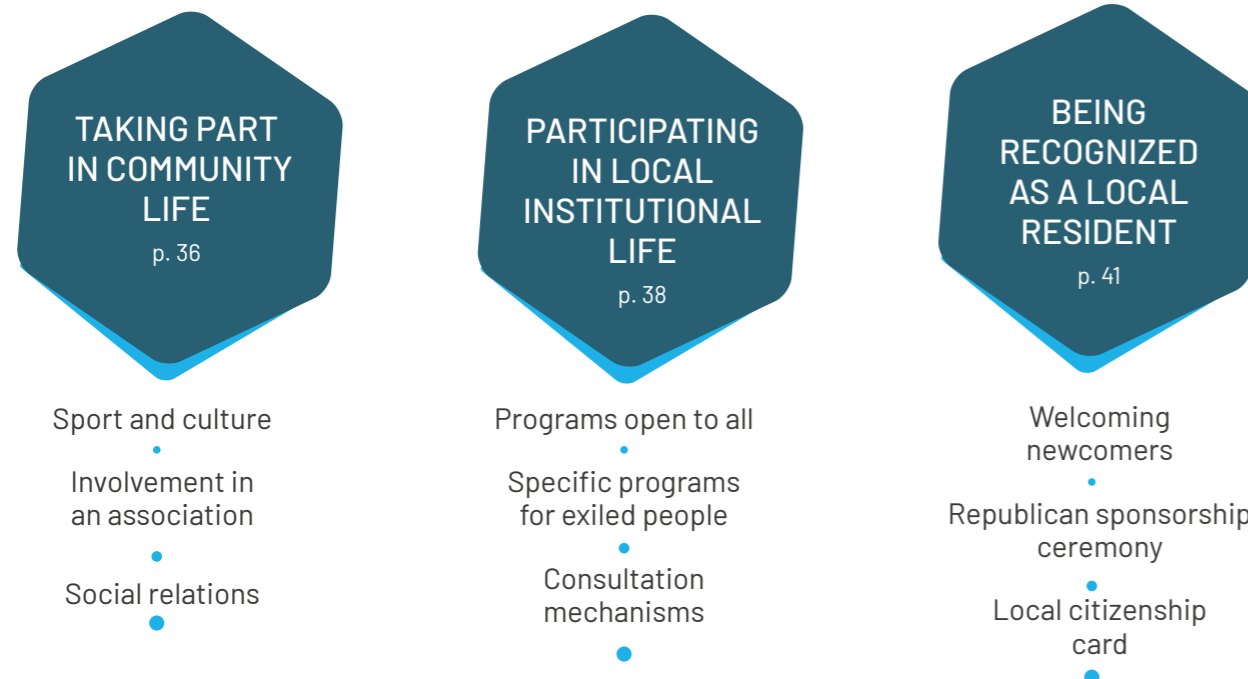 TAKING PART
IN COMMUNITY
LIFE
p. 36
Sport and culture
Involvement in
an association
Social relations
PARTICIPATING
IN LOCAL
INSTITUTIONAL
LIFE
p. 38
Programs open to all
Specific programs
for exiled people
Consultation
mechanisms
BEING
RECOGNIZED
AS A LOCAL
RESIDENT
p. 41
Welcoming
newcomers
Republican sponsorship
ceremony
Local citizenship
card